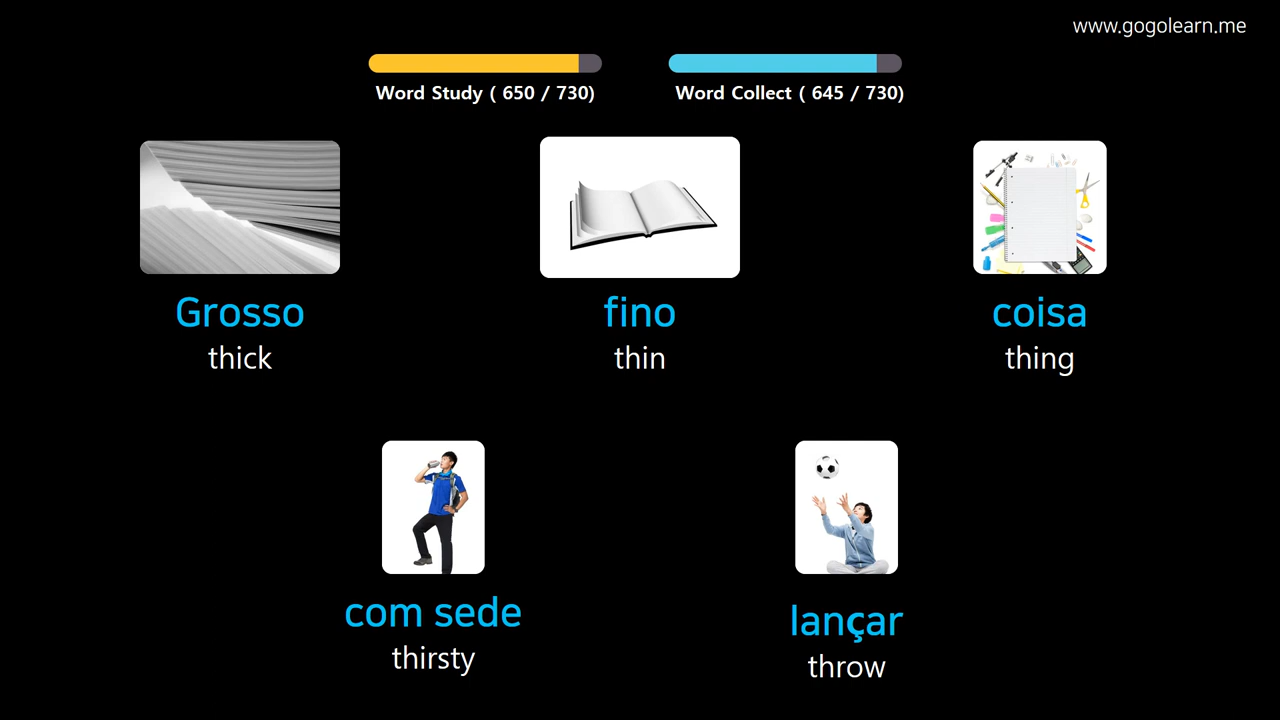 www.gogolearn.me
Word Study ( 650 / 730)
Word Collect ( 645 / 730)
Grosso
thick
fino
thin
coisa
thing
com sede
thirsty
lançar
throw